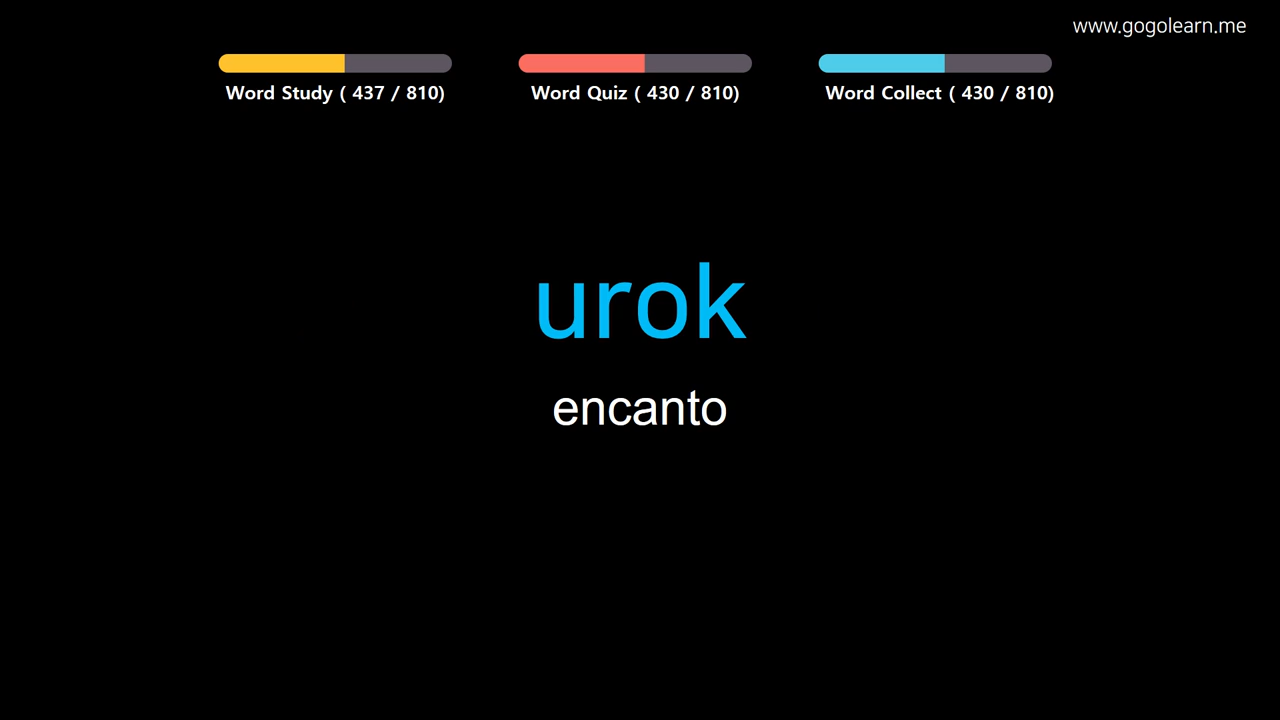 www.gogolearn.me
Word Study ( 437 / 810)
Word Quiz ( 430 / 810)
Word Collect ( 430 / 810)
urok
encanto